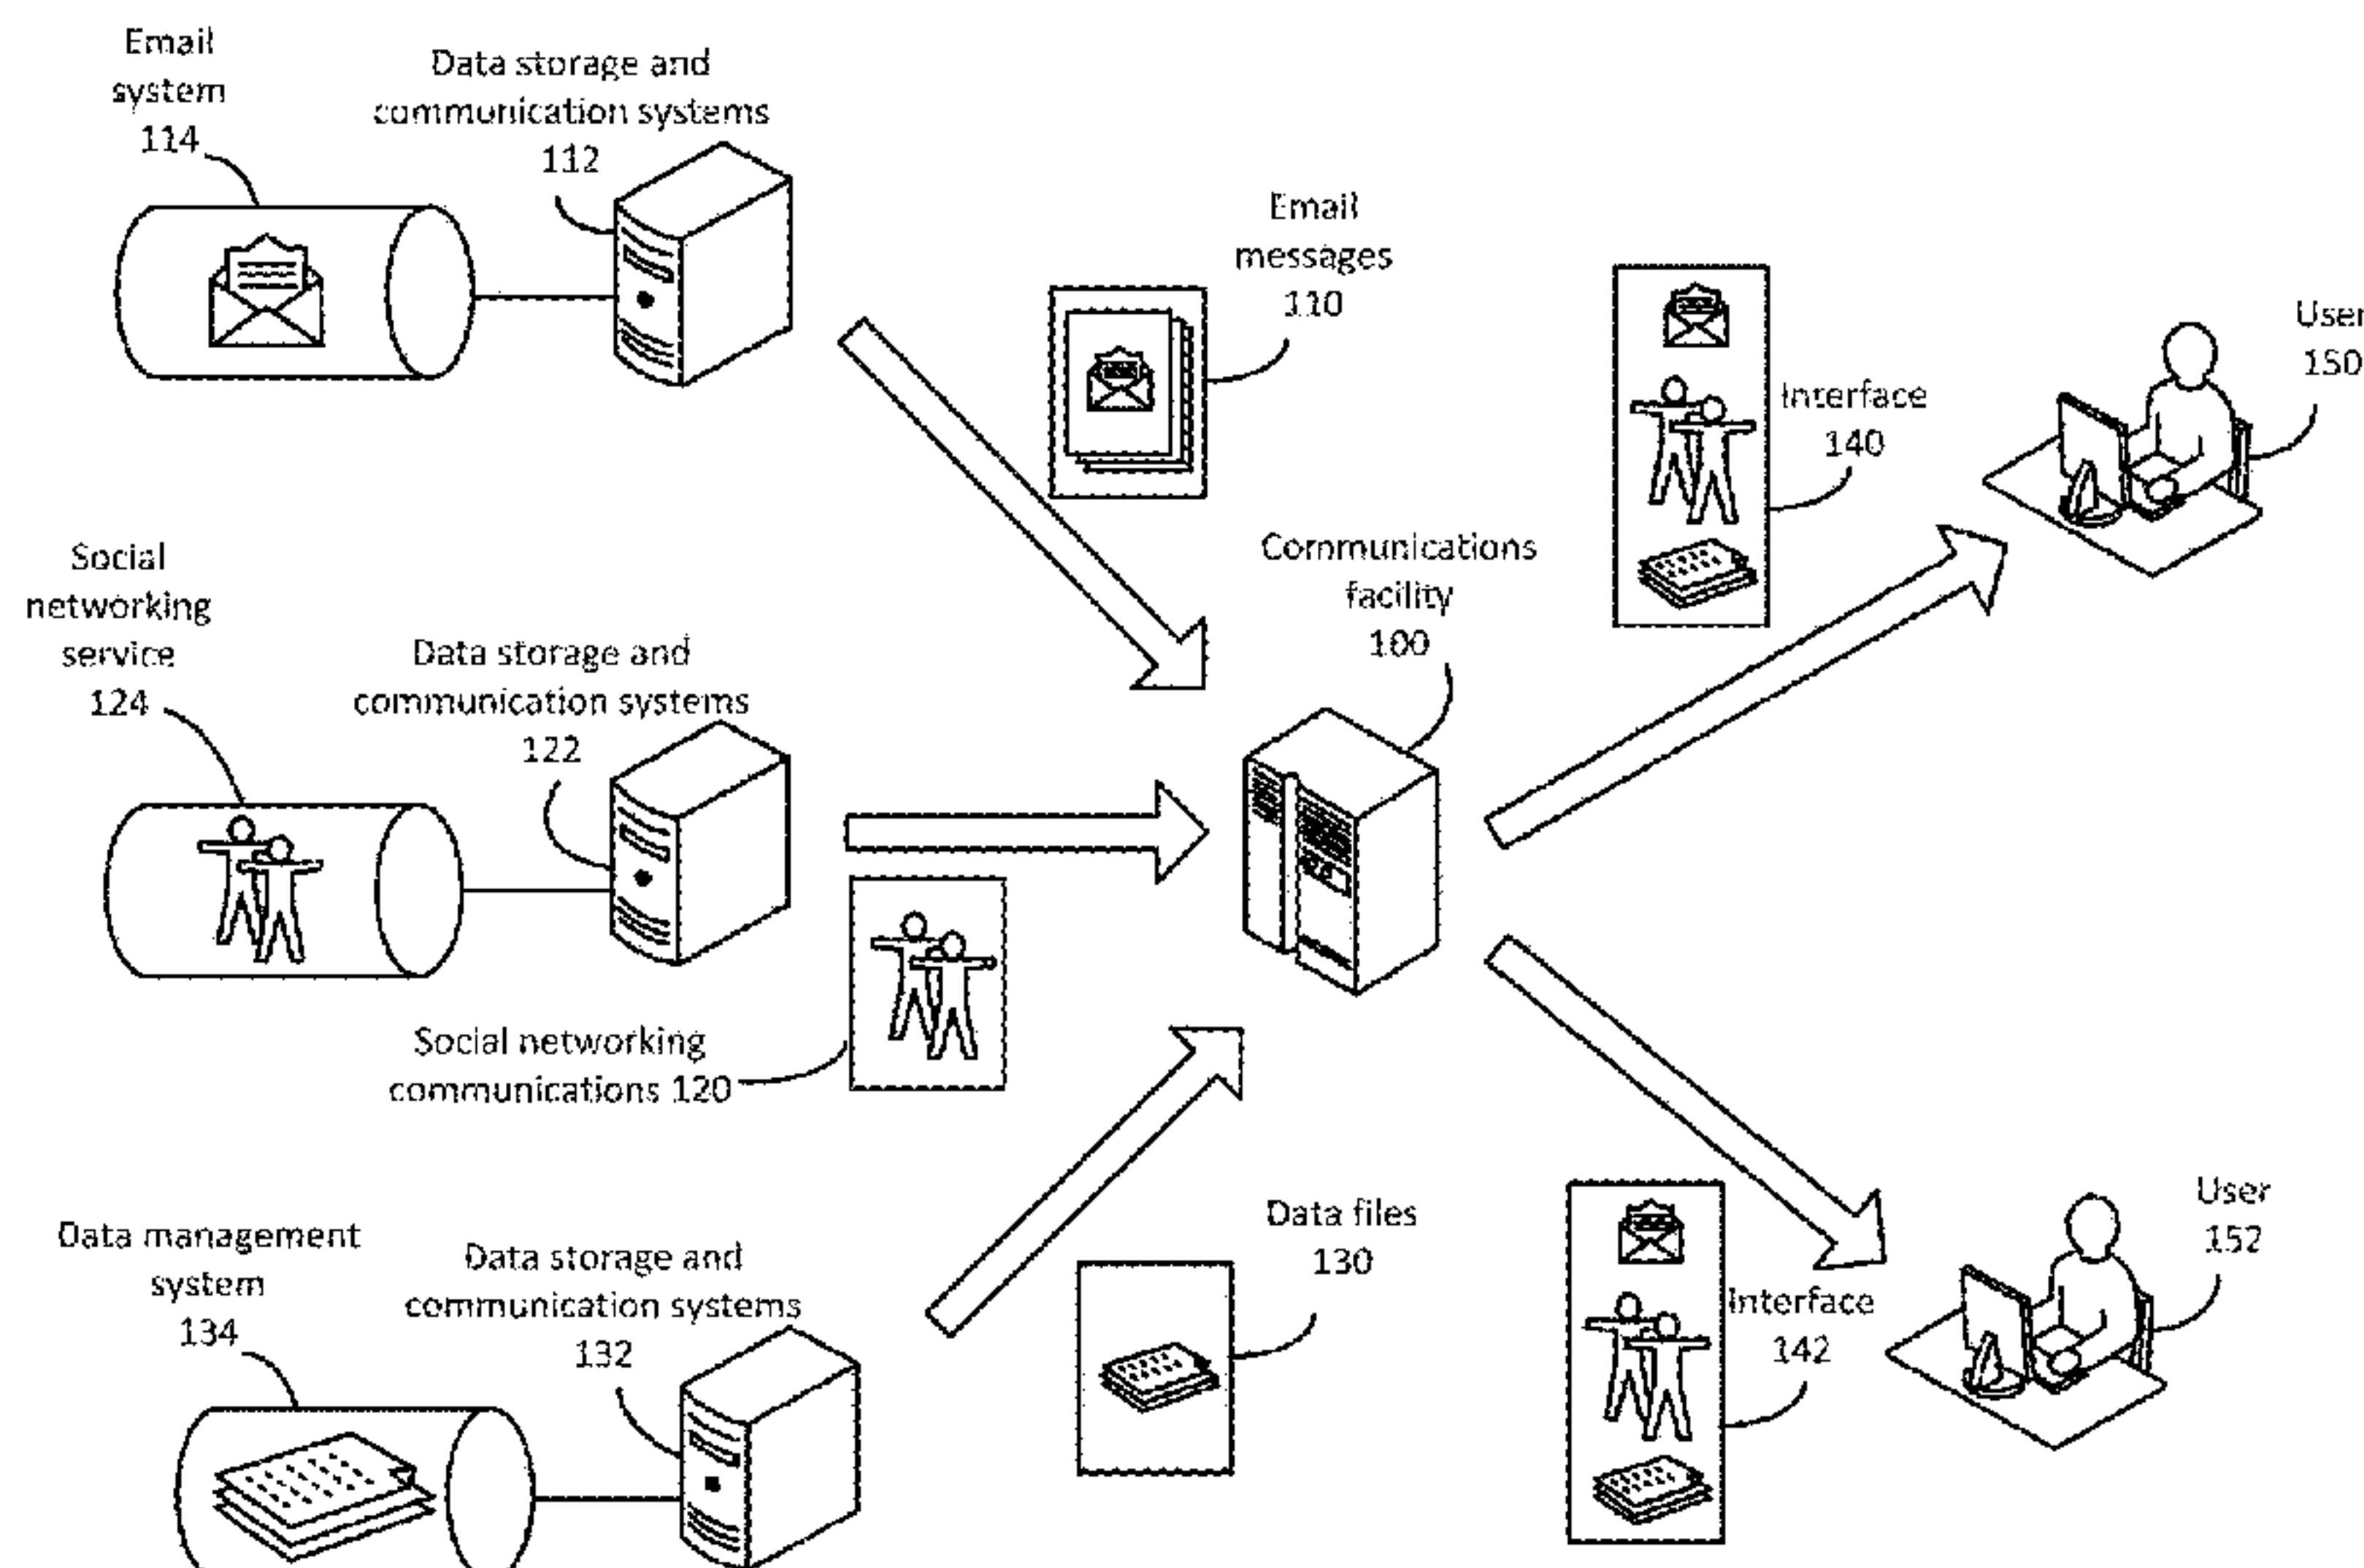 Email
system
114
Data storage and
communication systems
112
Email
messages
110
Interface
140
User
150
Social
networking
service
124
Data storage and
communication systems
122
Communications
facility
100
Social networking
communications 120
Data management
system
134
Data storage and
communication systems
132
Data files
130
Interface
142
User
152